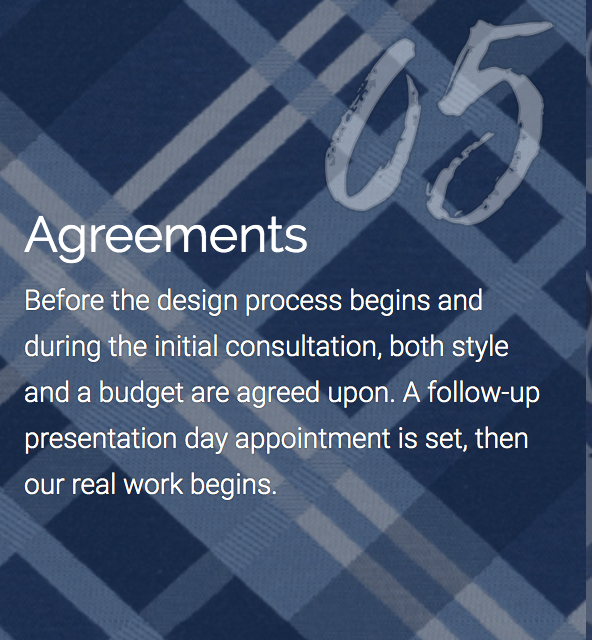 05
Agreements
Before the design process begins and
during the initial consultation, both style
and a budget are agreed upon. A follow-up
presentation day appointment is set, then
our real work begins.